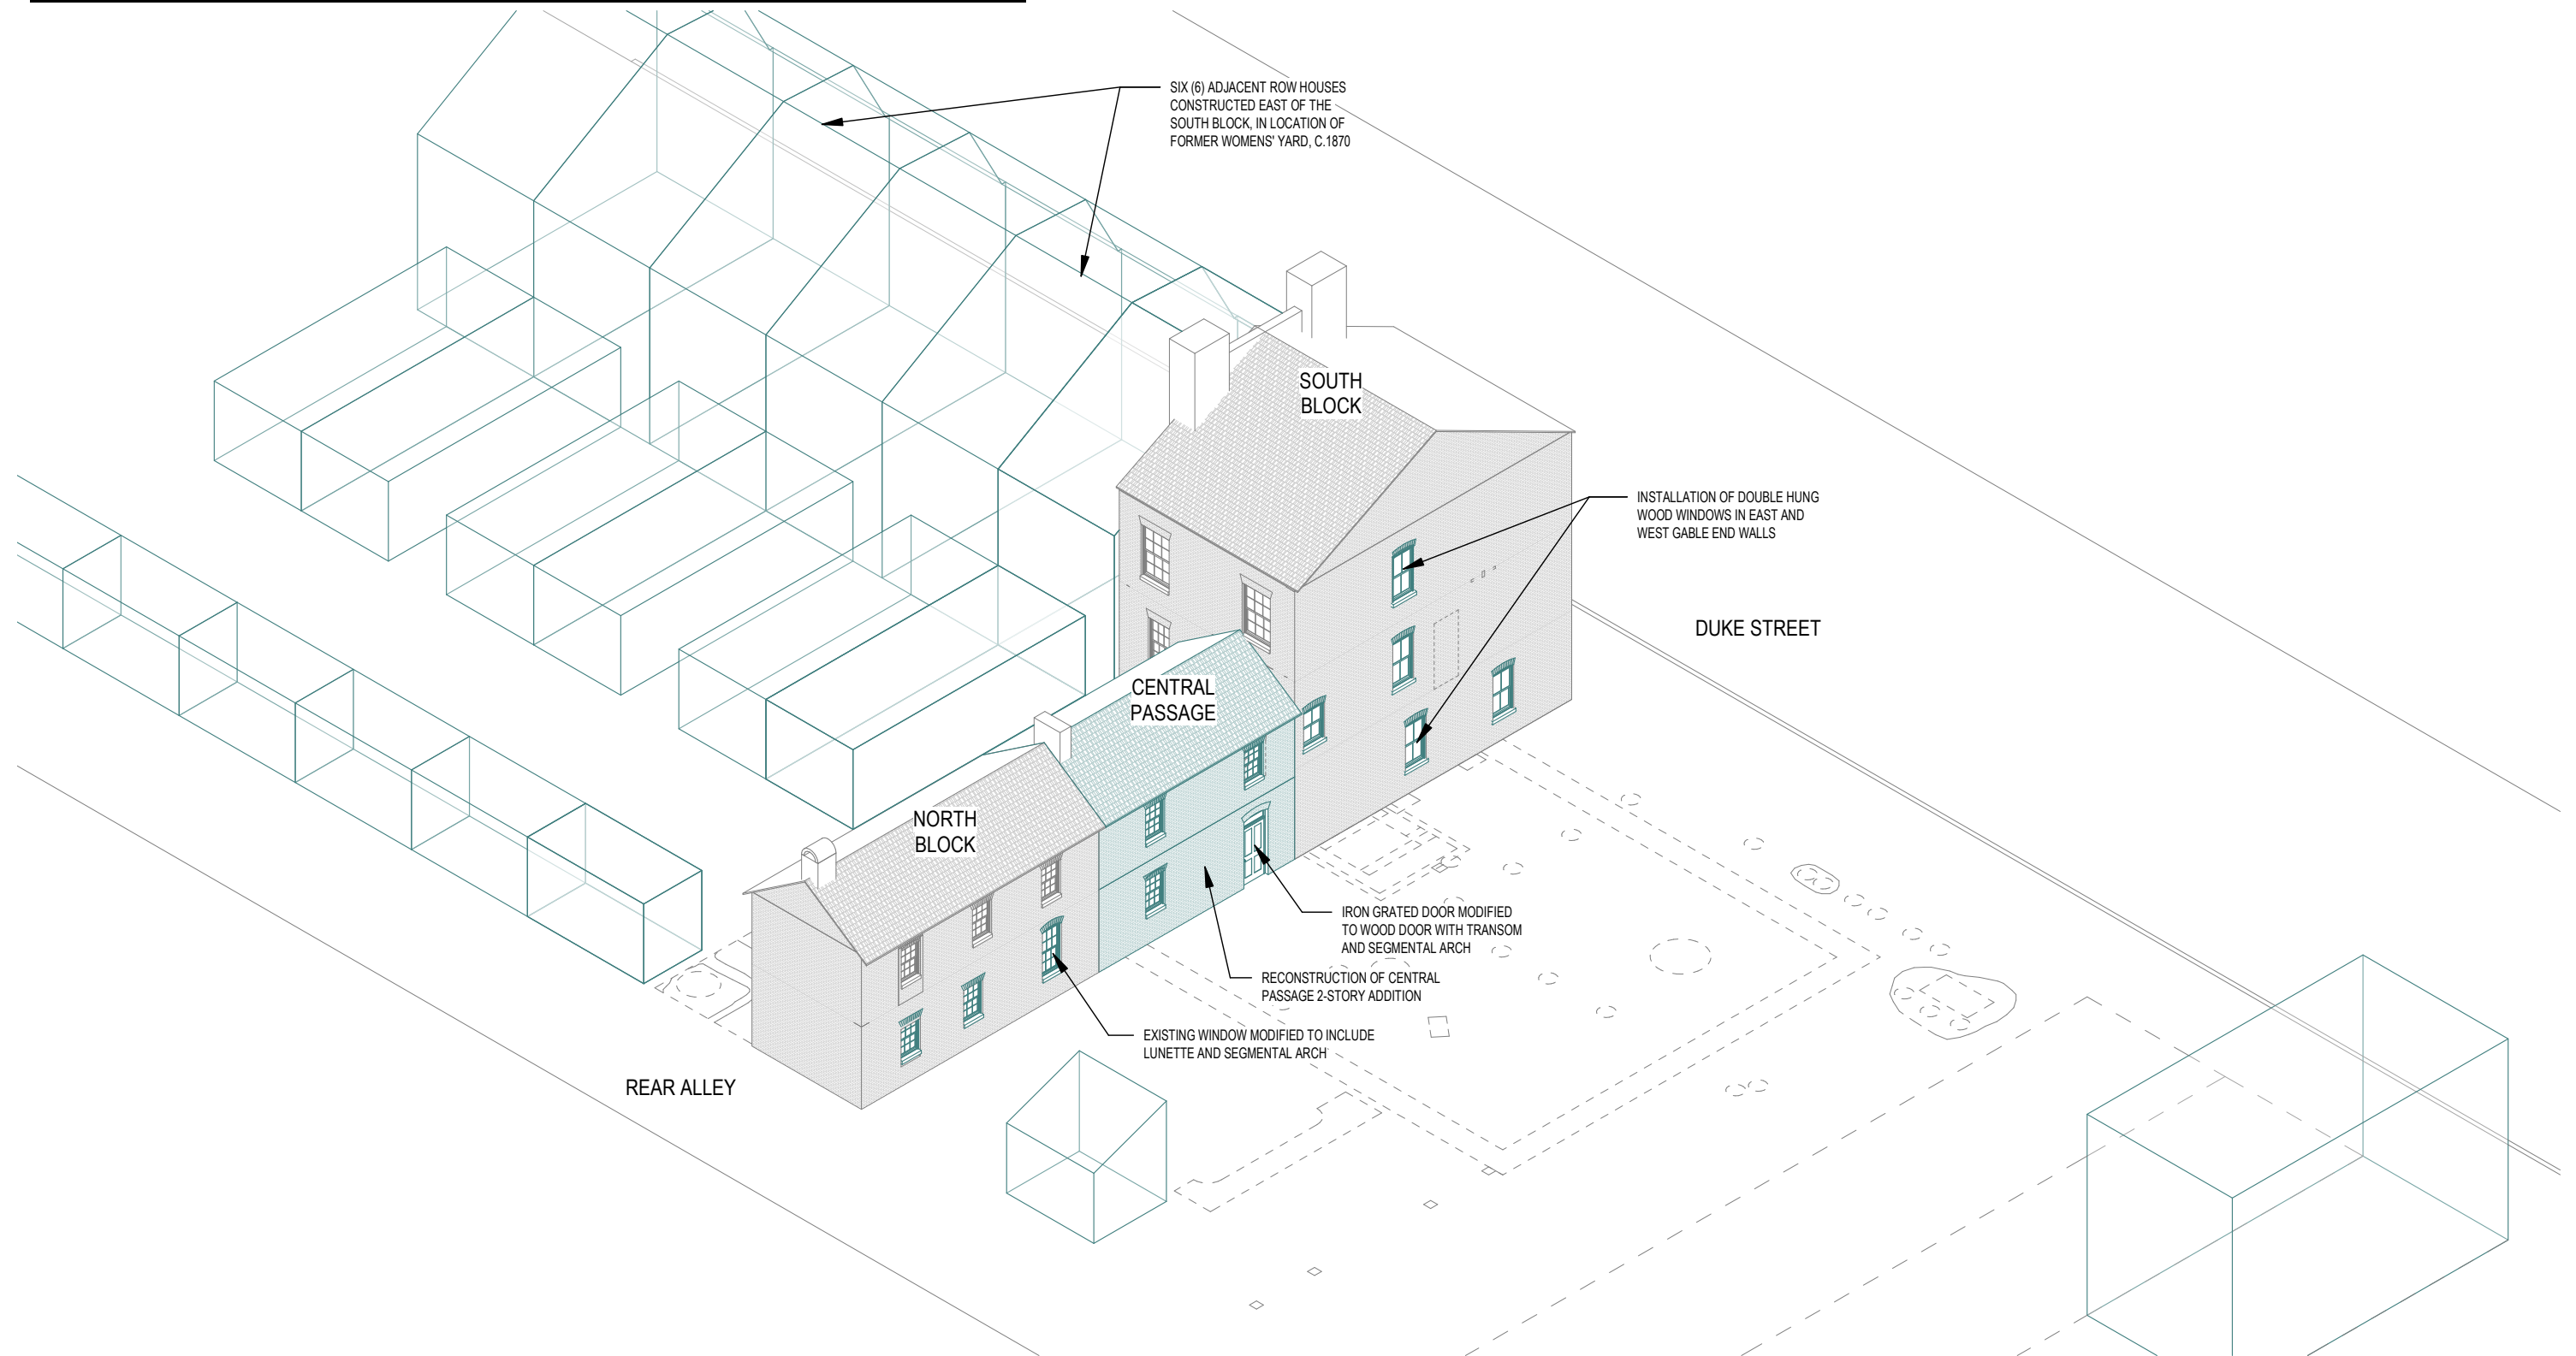 SIX (6) ADJACENT ROW HOUSES
CONSTRUCTED EAST OF THE
SOUTH BLOCK, IN LOCATION OF
FORMER WOMENS' YARD, C.1870
SOUTH
BLOCK
INSTALLATION OF DOUBLE HUNG
WOOD WINDOWS IN EAST AND
WEST GABLE END WALLS
DUKE STREET
CENTRAL
PASSAGE
NORTH
BLOCK
IRON GRATED DOOR MODIFIED
TO WOOD DOOR WITH TRANSOM
AND SEGMENTAL ARCH
RECONSTRUCTION OF CENTRAL
PASSAGE 2-STORY ADDITION
EXISTING WINDOW MODIFIED TO INCLUDE
LUNETTE AND SEGMENTAL ARCH
REAR ALLEY